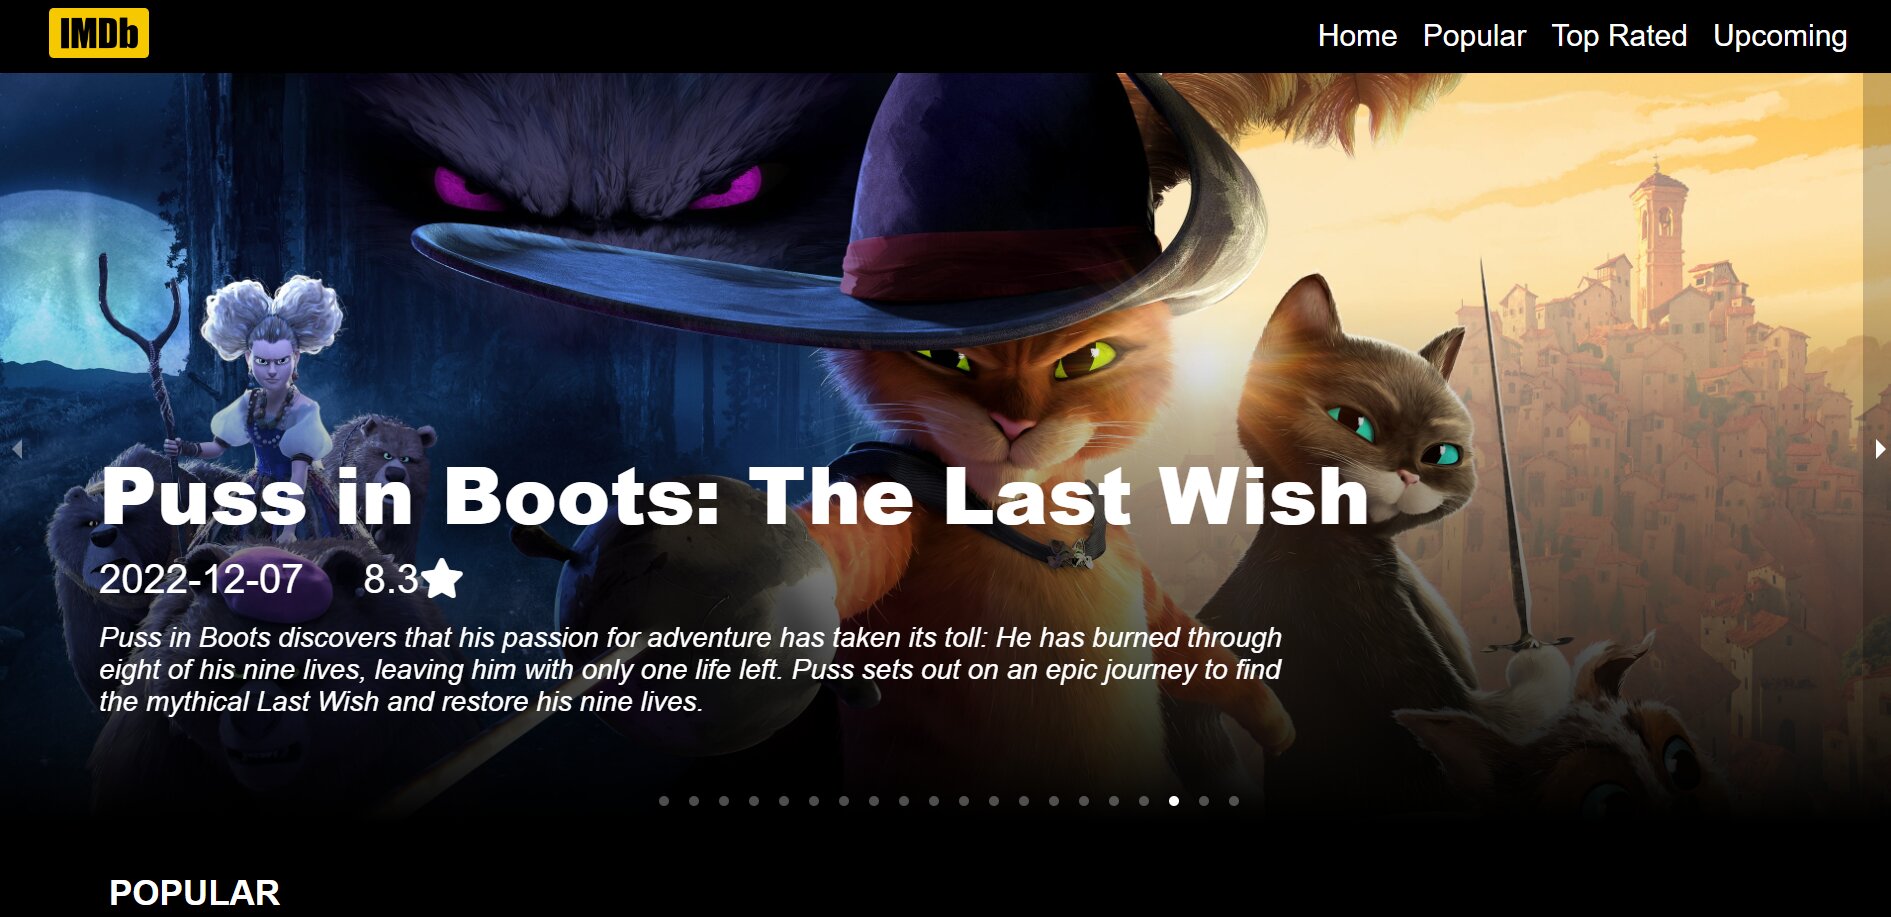 IMDb
Home Popular Top Rated Upcoming
Puss in Boots: The Last Wish
2022-12-07 8.3
Puss in Boots discovers that his passion for adventure has taken its toll: He has burned through
eight of his nine lives, leaving him with only one life left. Puss sets out on an epic journey to find
the mythical Last Wish and restore his nine lives.
POPULAR